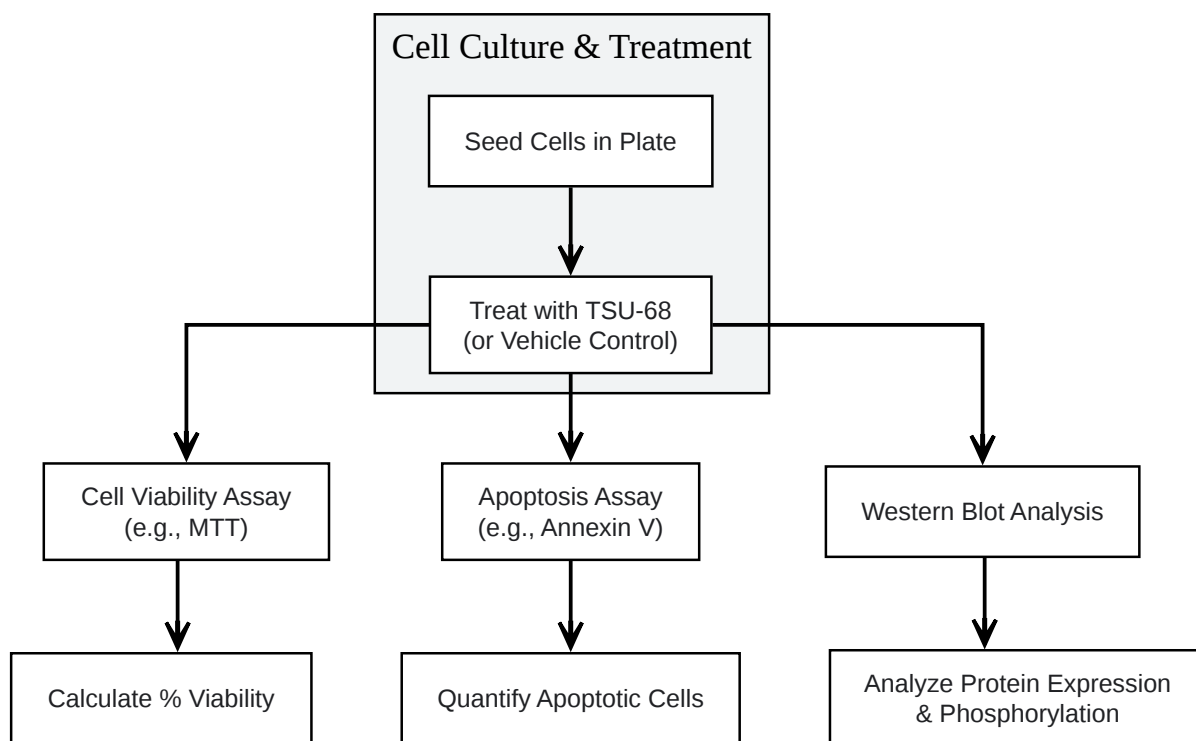 Cell Culture & Treatment
Seed Cells in Plate
Treat with TSU-68
(or Vehicle Control)
Cell Viability Assay
(e.g., MTT)
Apoptosis Assay
(e.g., Annexin V)
Western Blot Analysis
Calculate % Viability
Quantify Apoptotic Cells
Analyze Protein Expression
& Phosphorylation